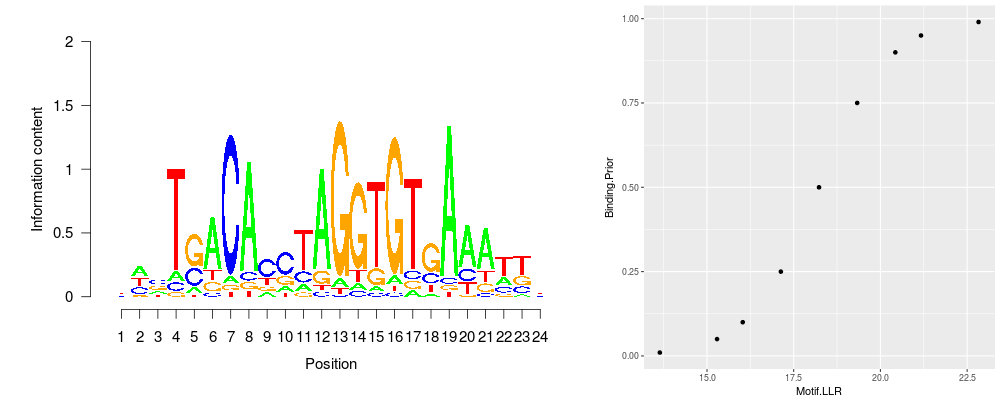 Information content
2
1.5
1
0.5
0
1 2 3 4 5 6 7 8 9 10 11 12 13 14 15 16 17 18 19 20 21 22 23 24
Position
TGACACCTAGGTGTGAAATT
Binding.Prior
1.00
0.75
0.50
0.25
0.00
15.0 17.5 20.0 22.5
Motif.LLR